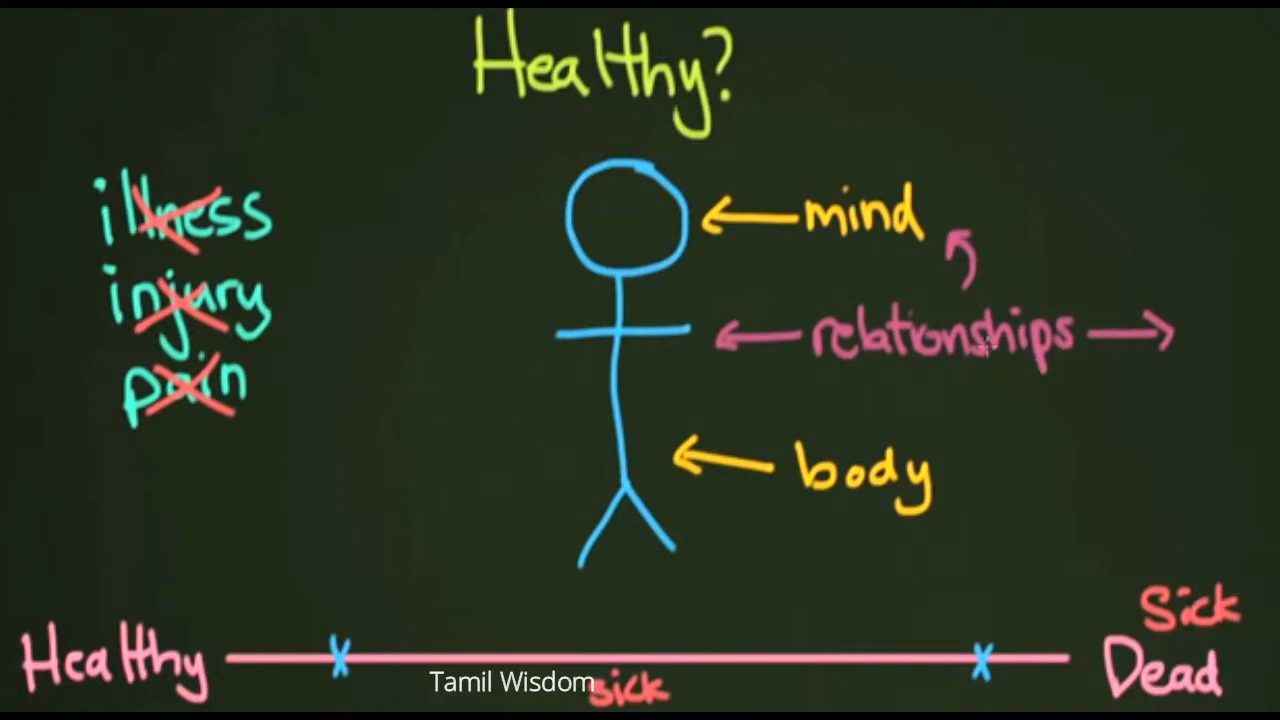 Healthy?
illness
injury
pain
mind
relationships
body
Sick
Healthy
Dead
Tamil Wisdom
sick